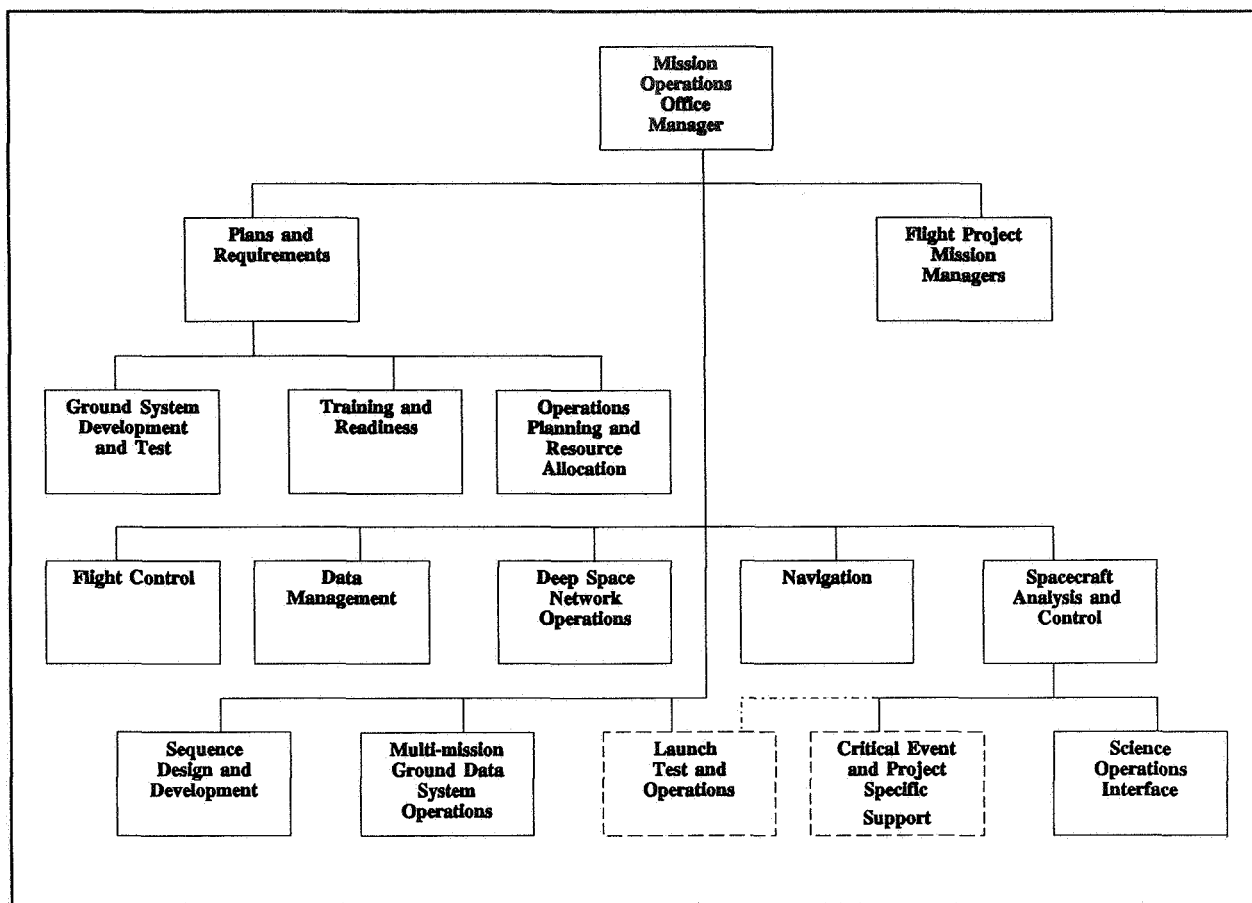 Mission
Operations
Office
Manager
Plans and
Requirements
Flight Project
Mission
Managers
Ground System
Development
and Test
Training and
Readiness
Operations
Planning and
Resource
Allocation
Flight Control
Data
Management
Deep Space
Network
Operations
Navigation
Spacecraft
Analysis and
Control
Sequence
Design and
Development
Multi-mission
Ground Data
System
Operations
Launch
Test and
Operations
Critical Event
and Project
Specific
Support
Science
Operations
Interface